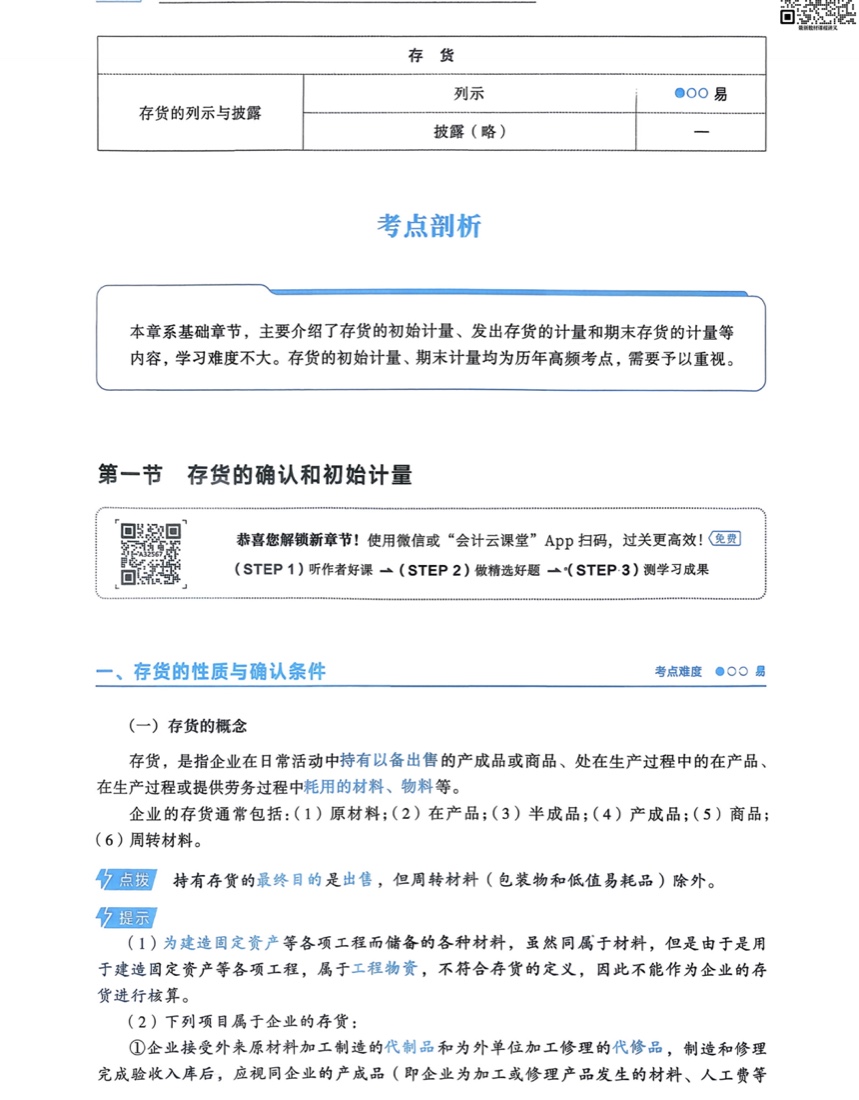 存 货
存货的列示与披露
列示
●○○ 易
披露（略）
—
考点剖析
本章系基础章节，主要介绍了存货的初始计量、发出存货的计量和期末存货的计量等
内容，学习难度不大。存货的初始计量、期末计量均为历年高频考点，需要予以重视。
第一节 存货的确认和初始计量
恭喜您解锁新章节！使用微信或“会计云课堂”App 扫码，过关更高效！免费
（STEP 1）听作者好课 ⇀（STEP 2）做精选好题 ⇀（STEP 3）测学习成果
一、存货的性质与确认条件 考点难度 ●○○ 易
（一）存货的概念
存货，是指企业在日常活动中持有以备出售的产成品或商品、处在生产过程中的在产品、
在生产过程或提供劳务过程中耗用的材料、物料等。
企业的存货通常包括：（1）原材料；（2）在产品；（3）半成品；（4）产成品；（5）商品；
（6）周转材料。
点拨 持有存货的最终目的是出售，但周转材料（包装物和低值易耗品）除外。
提示
（1）为建造固定资产等各项工程而储备的各种材料，虽然同属于材料，但是由于是用
于建造固定资产等各项工程，属于工程物资，不符合存货的定义，因此不能作为企业的存
货进行核算。
（2）下列项目属于企业的存货：
①企业接受外来原材料加工制造的代制品和为外单位加工修理的代修品，制造和修理
完成验收入库后，应视同企业的产成品（即企业为加工或修理产品发生的材料、人工费等